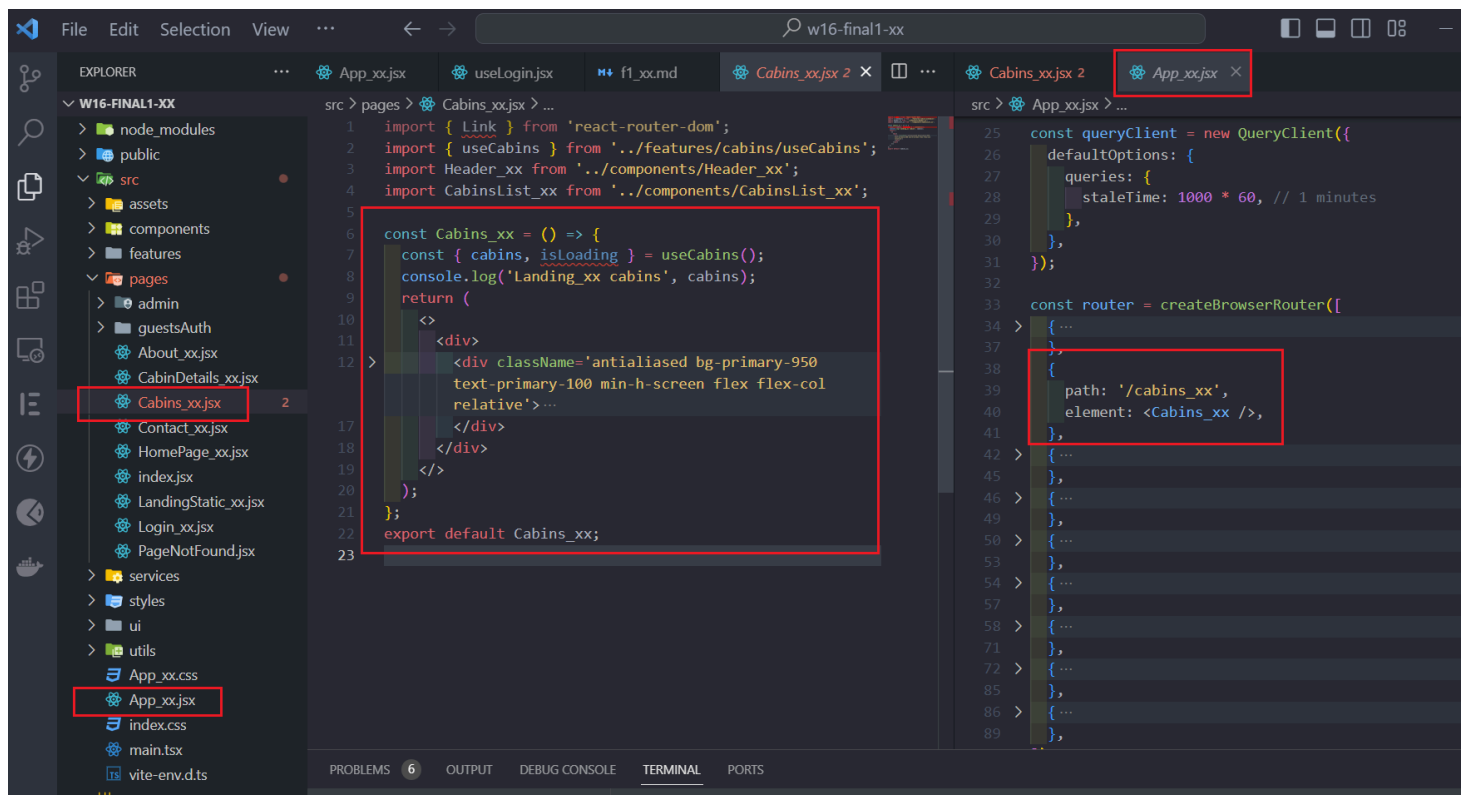 File Edit Selection View ··· w16-final1-xx
EXPLORER ···
W16-FINAL1-XX
node_modules
public
src
assets
components
features
pages
admin
guestsAuth
About_xx.jsx
CabinDetails_xx.jsx
Cabins_xx.jsx 2
Contact_xx.jsx
HomePage_xx.jsx
index.jsx
LandingStatic_xx.jsx
Login_xx.jsx
PageNotFound.jsx
services
styles
ui
utils
App_xx.css
App_xx.jsx
index.css
main.tsx
TS vite-env.d.ts
App_xx.jsx useLogin.jsx f1_xx.md Cabins_xx.jsx 2 ···
src > pages > Cabins_xx.jsx > ...
1 import { Link } from 'react-router-dom';
2 import { useCabins } from '../features/cabins/useCabins';
3 import Header_xx from '../components/Header_xx';
4 import CabinsList_xx from '../components/CabinsList_xx';
5
6 const Cabins_xx = () => {
7 const { cabins, isLoading } = useCabins();
8 console.log('Landing_xx cabins', cabins);
9 return (
10 <>
11 <div>
12 <div className='antialiased bg-primary-950
text-primary-100 min-h-screen flex flex-col
relative'>···
17 </div>
18 </div>
19 </>
20 );
21 };
22 export default Cabins_xx;
23
Cabins_xx.jsx 2 App_xx.jsx
src > App_xx.jsx > ...
25 const queryClient = new QueryClient({
26 defaultOptions: {
27 queries: {
28 staleTime: 1000 * 60, // 1 minutes
29 },
30 },
31 });
32
33 const router = createBrowserRouter([
34 { ···
37 },
38 {
39 path: '/cabins_xx',
40 element: <Cabins_xx />,
41 },
42 { ···
45 },
46 { ···
49 },
50 { ···
53 },
54 { ···
57 },
58 { ···
71 },
72 { ···
85 },
86 { ···
89 },
PROBLEMS 6 OUTPUT DEBUG CONSOLE TERMINAL PORTS